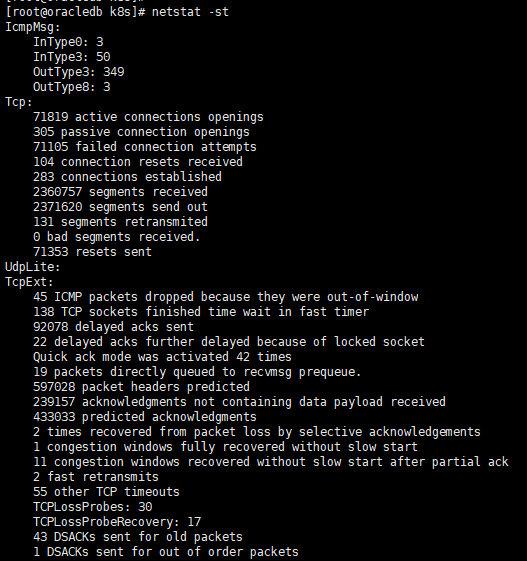 [root@oracledb k8s]# netstat -st
IcmpMsg:
InType0: 3
InType3: 50
OutType3: 349
OutType8: 3
Tcp:
71819 active connections openings
305 passive connection openings
71105 failed connection attempts
104 connection resets received
283 connections established
2360757 segments received
2371620 segments send out
131 segments retransmited
0 bad segments received.
71353 resets sent
UdpLite:
TcpExt:
45 ICMP packets dropped because they were out-of-window
138 TCP sockets finished time wait in fast timer
92078 delayed acks sent
22 delayed acks further delayed because of locked socket
Quick ack mode was activated 42 times
19 packets directly queued to recvmsg prequeue.
597028 packet headers predicted
239157 acknowledgments not containing data payload received
433033 predicted acknowledgments
2 times recovered from packet loss by selective acknowledgements
1 congestion windows fully recovered without slow start
11 congestion windows recovered without slow start after partial ack
2 fast retransmits
55 other TCP timeouts
TCPLossProbes: 30
TCPLossProbeRecovery: 17
43 DSACKs sent for old packets
1 DSACKs sent for out of order packets